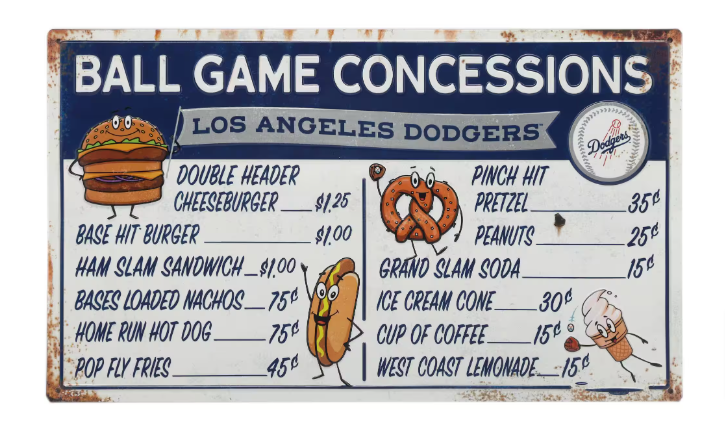 BALL GAME CONCESSIONS
LOS ANGELES DODGERS™
Dodgers
DOUBLE HEADER
CHEESEBURGER $1.25
BASE HIT BURGER $1.00
HAM SLAM SANDWICH $1.00
BASES LOADED NACHOS 75¢
HOME RUN HOT DOG 75¢
POP FLY FRIES 45¢
PINCH HIT
PRETZEL 35¢
PEANUTS 25¢
GRAND SLAM SODA 15¢
ICE CREAM CONE 30¢
CUP OF COFFEE 15¢
WEST COAST LEMONADE 15¢